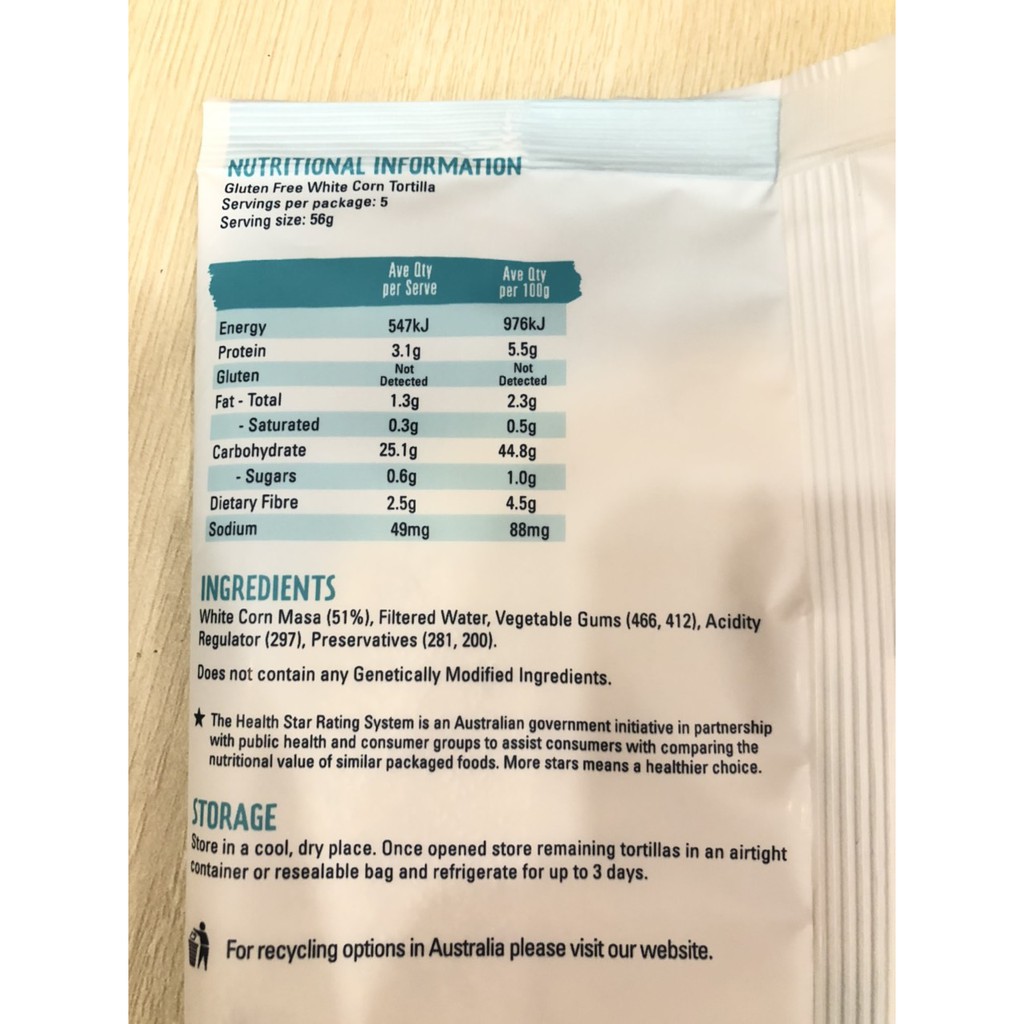 NUTRITIONAL INFORMATION
Gluten Free White Corn Tortilla
Servings per package: 5
Serving size: 56g
Ave Qty per Serve Ave Qty per 100g
Energy 547kJ 976kJ
Protein 3.1g 5.5g
Gluten Not Detected Not Detected
Fat - Total 1.3g 2.3g
- Saturated 0.3g 0.5g
Carbohydrate 25.1g 44.8g
- Sugars 0.6g 1.0g
Dietary Fibre 2.5g 4.5g
Sodium 49mg 88mg
INGREDIENTS
White Corn Masa (51%), Filtered Water, Vegetable Gums (466, 412), Acidity
Regulator (297), Preservatives (281, 200).
Does not contain any Genetically Modified Ingredients.
★ The Health Star Rating System is an Australian government initiative in partnership
with public health and consumer groups to assist consumers with comparing the
nutritional value of similar packaged foods. More stars means a healthier choice.
STORAGE
Store in a cool, dry place. Once opened store remaining tortillas in an airtight
container or resealable bag and refrigerate for up to 3 days.
For recycling options in Australia please visit our website.